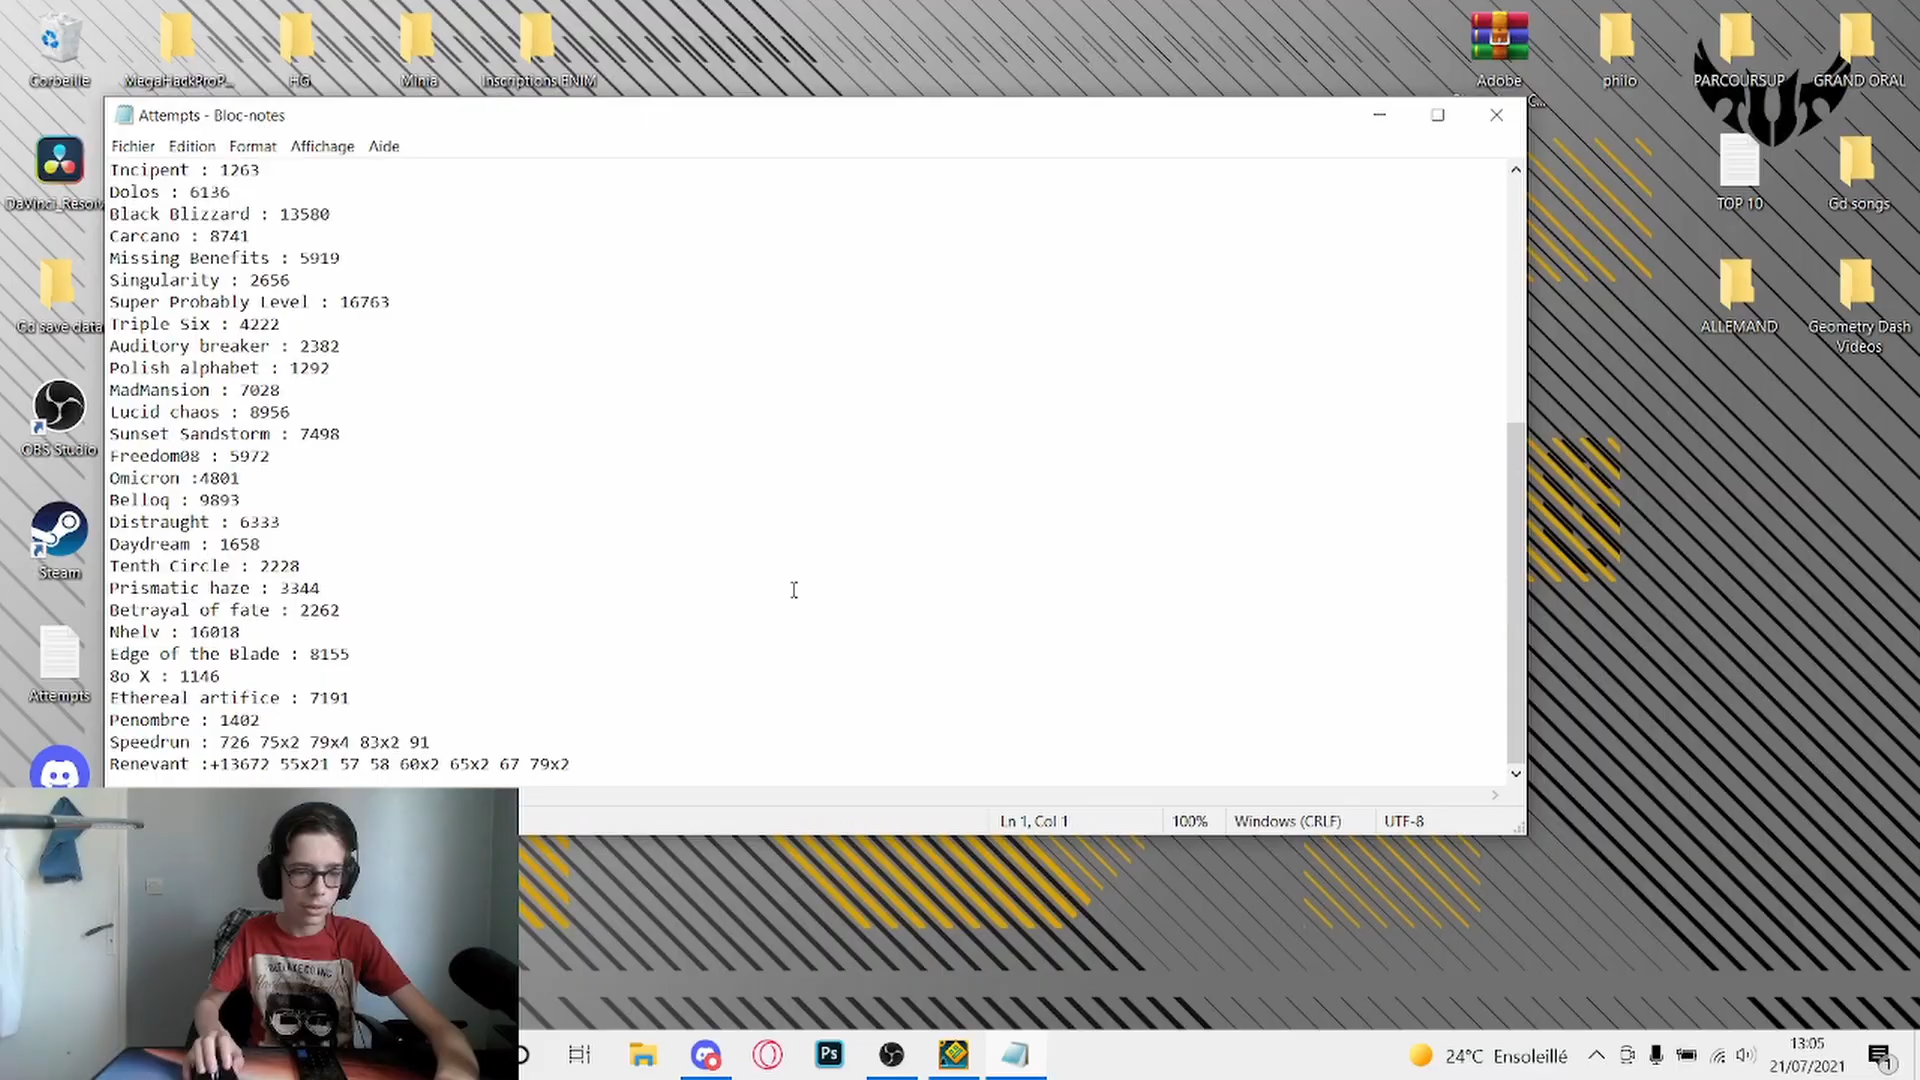 Corbeille
MegaHackProP...
HG
Minia
Inscriptions ENIM
Adobe
philo
PARCOURSUP
GRAND ORAL
Attempts - Bloc-notes
Fichier Edition Format Affichage Aide
Incipent : 1263
Dolos : 6136
Black Blizzard : 13580
Carcano : 8741
Missing Benefits : 5919
Singularity : 2656
Super Probably Level : 16763
Triple Six : 4222
Auditory breaker : 2382
Polish alphabet : 1292
MadMansion : 7028
Lucid chaos : 8956
Sunset Sandstorm : 7498
Freedom08 : 5972
Omicron :4801
Belloq : 9893
Distraught : 6333
Daydream : 1658
Tenth Circle : 2228
Prismatic haze : 3344
Betrayal of fate : 2262
Nhelv : 16018
Edge of the Blade : 8155
8o X : 1146
Ethereal artifice : 7191
Penombre : 1402
Speedrun : 726 75x2 79x4 83x2 91
Renevant :+13672 55x21 57 58 60x2 65x2 67 79x2
Ln 1, Col 1
100%
Windows (CRLF)
UTF-8
DaVinci_Resolv
Gd save data
OBS Studio
Steam
Attempts
TOP 10
Gd songs
ALLEMAND
Geometry Dash
Videos
Ps
24°C Ensoleillé
13:05
21/07/2021
1